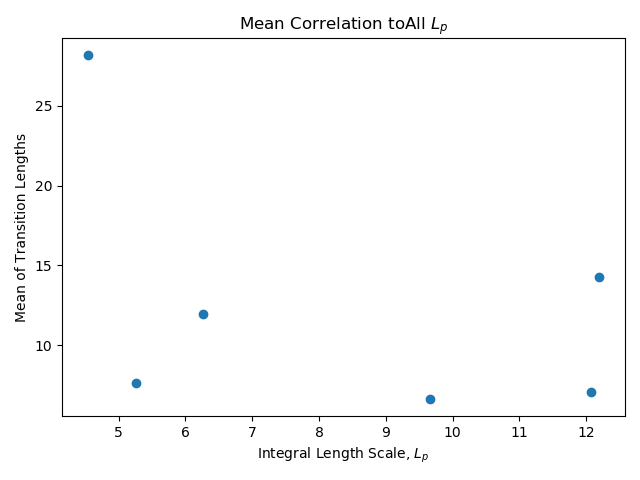 Mean Correlation toAll $L_p$
Mean of Transition Lengths
25
20
15
10
5 6 7 8 9 10 11 12
Integral Length Scale, $L_p$